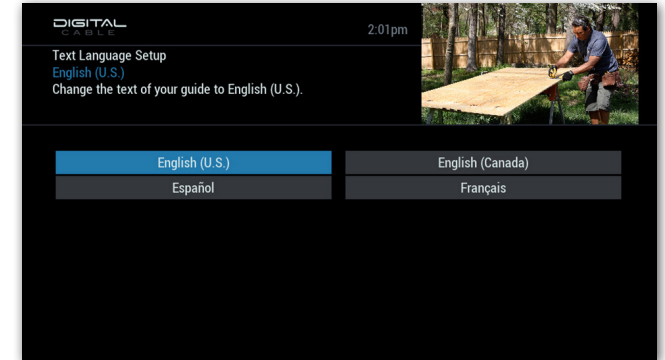 DIGITAL
CABLE
2:01pm
Text Language Setup
English (U.S.)
Change the text of your guide to English (U.S.).
English (U.S.)
English (Canada)
Español
Français